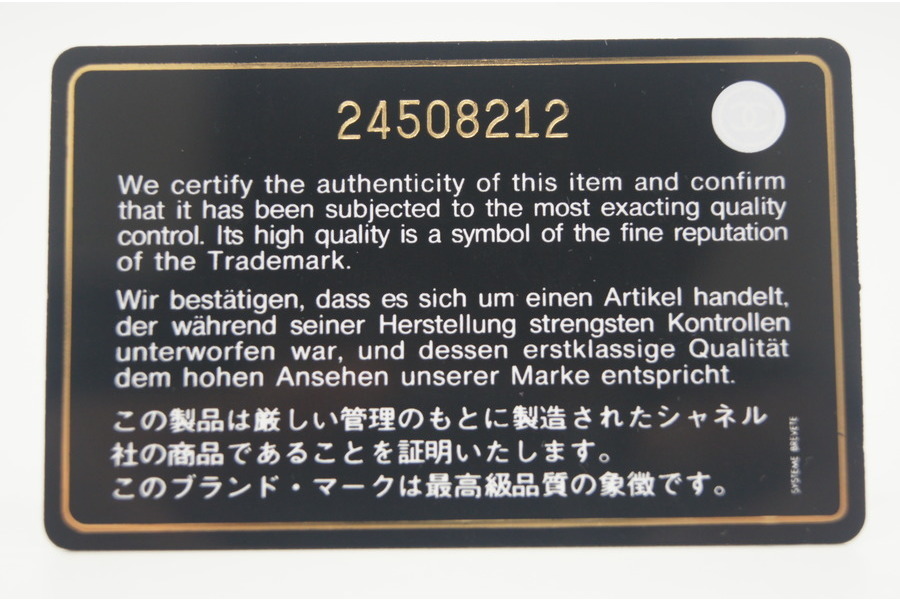 24508212
We certify the authenticity of this item and confirm
that it has been subjected to the most exacting quality
control. Its high quality is a symbol of the fine reputation
of the Trademark.
Wir bestätigen, dass es sich um einen Artikel handelt,
der während seiner Herstellung strengsten Kontrollen
unterworfen war, und dessen erstklassige Qualität
dem hohen Ansehen unserer Marke entspricht.
この製品は厳しい管理のもとに製造されたシャネル
社の商品であることを証明いたします。
このブランド・マークは最高級品質の象徴です。
SYSTEME BREVETE